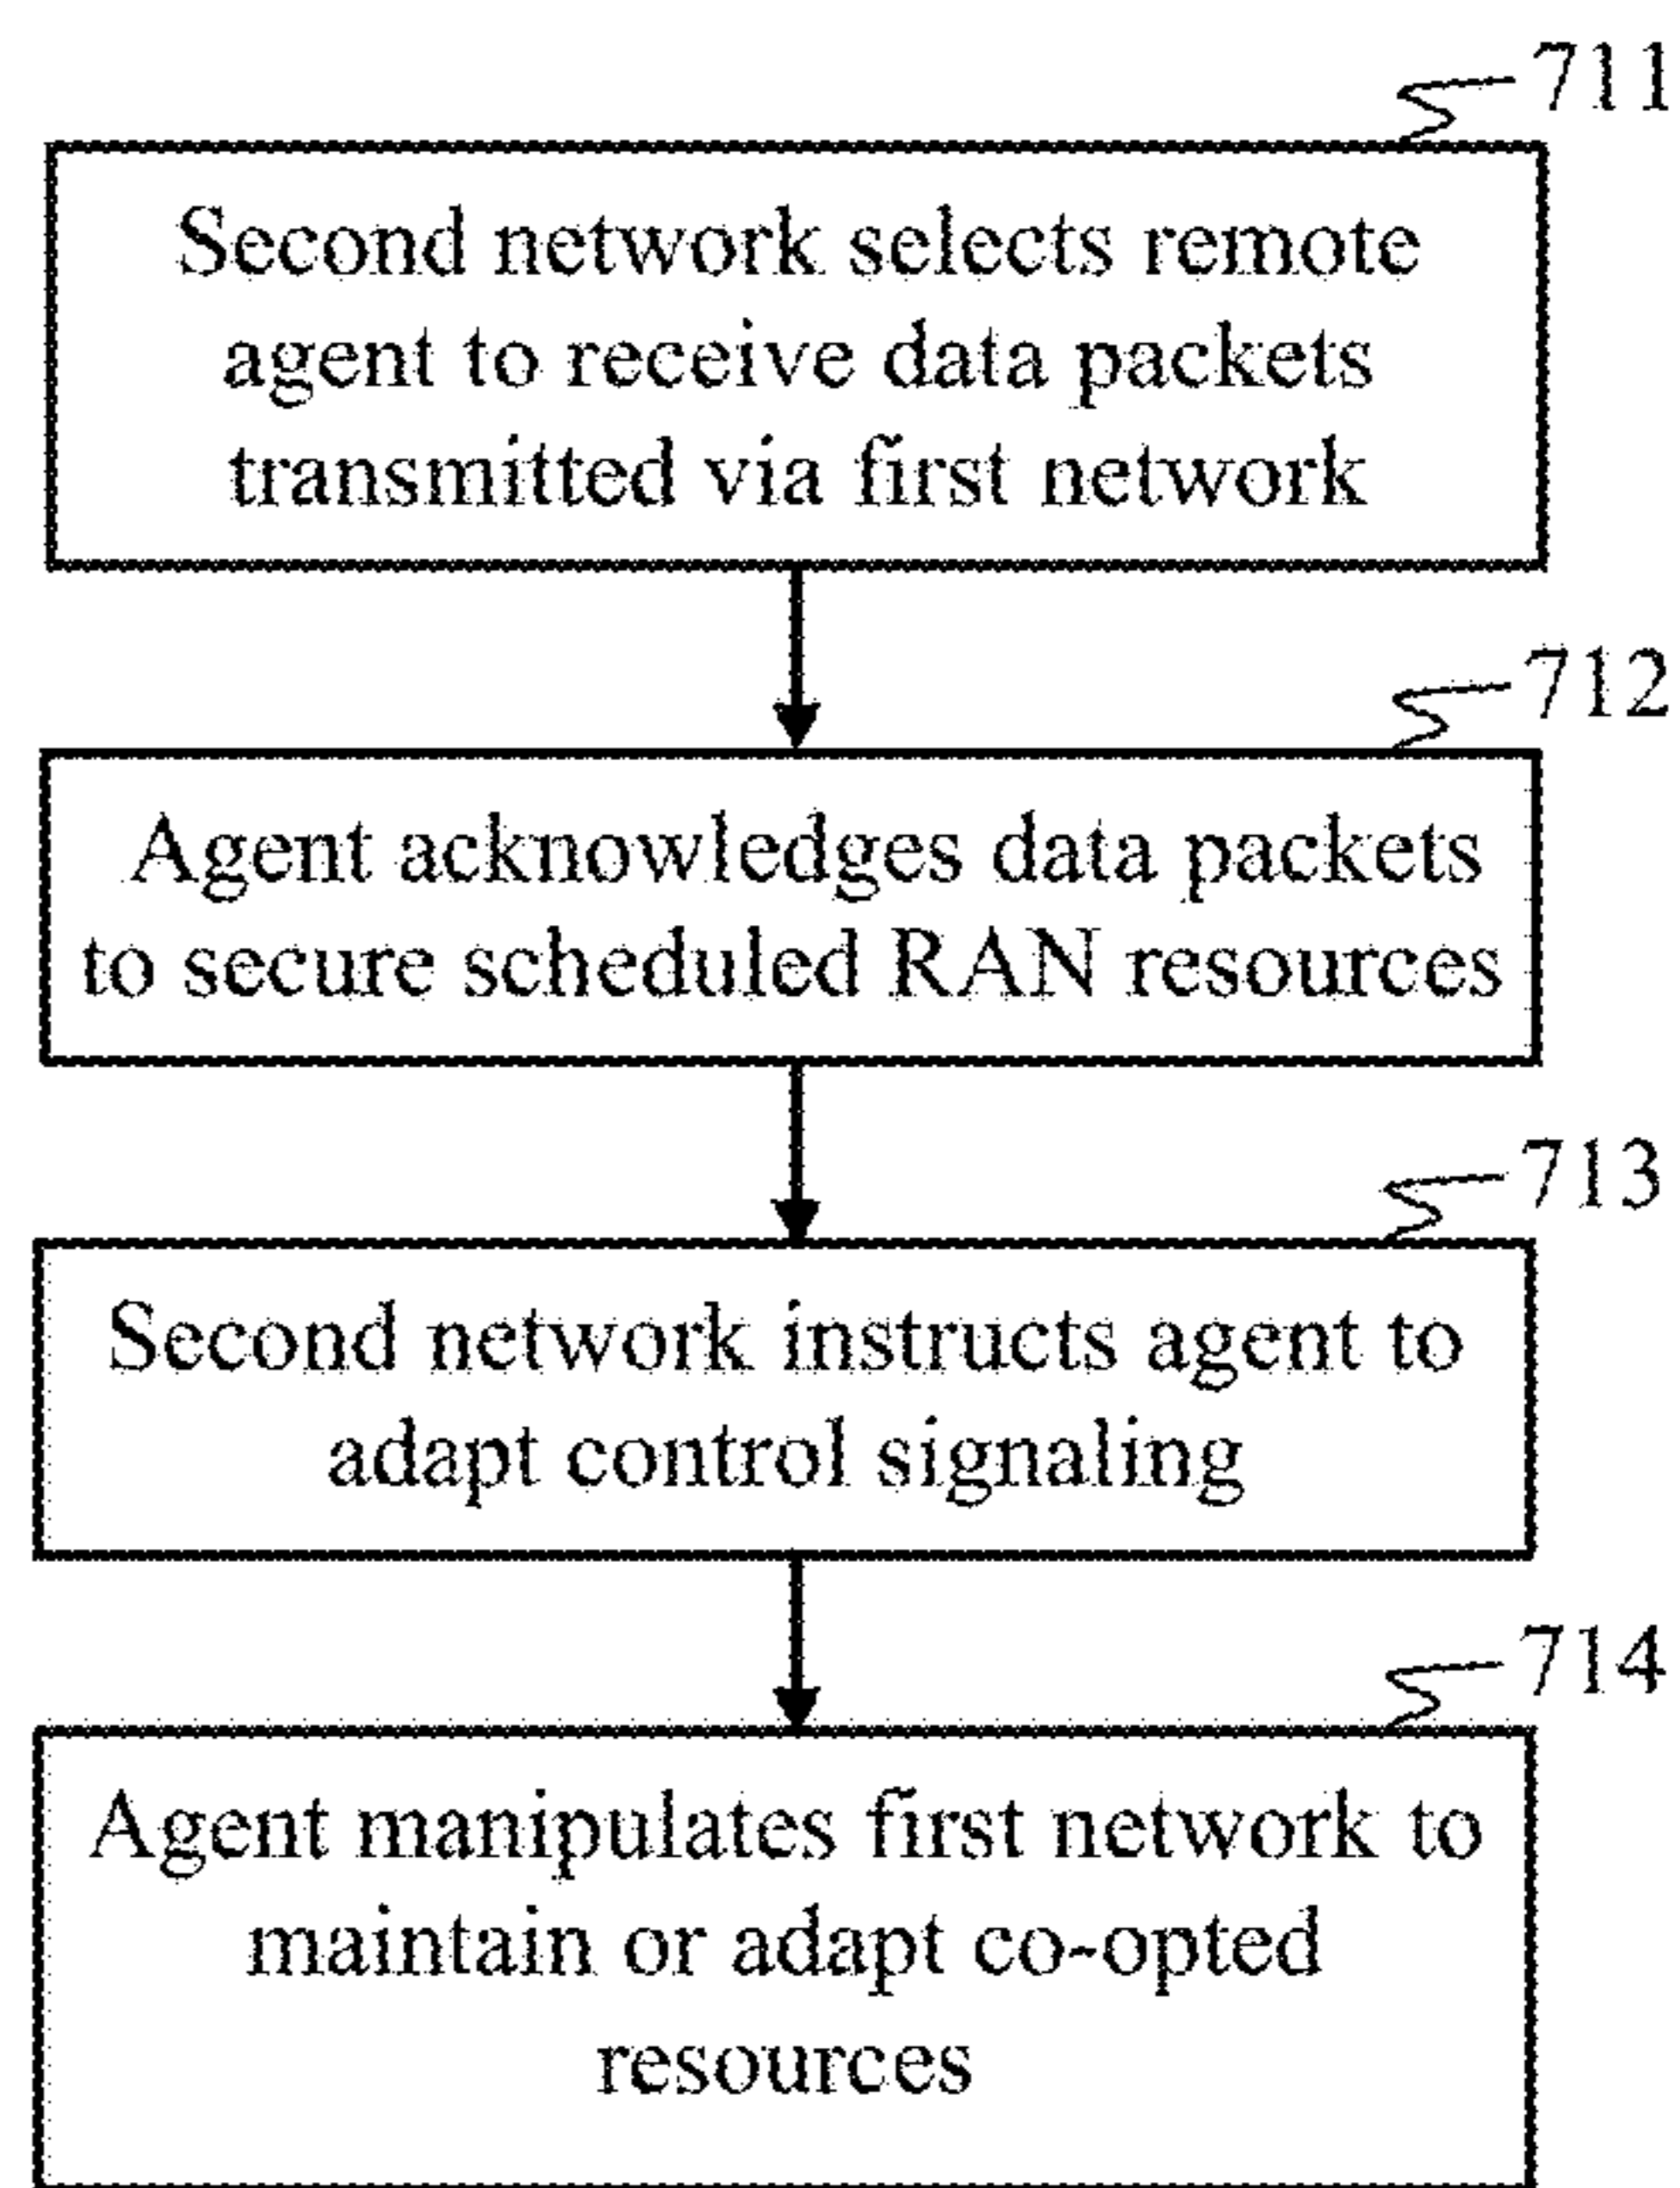 711
Second network selects remote
agent to receive data packets
transmitted via first network
712
Agent acknowledges data packets
to secure scheduled RAN resources
713
Second network instructs agent to
adapt control signaling
714
Agent manipulates first network to
maintain or adapt co-opted
resources